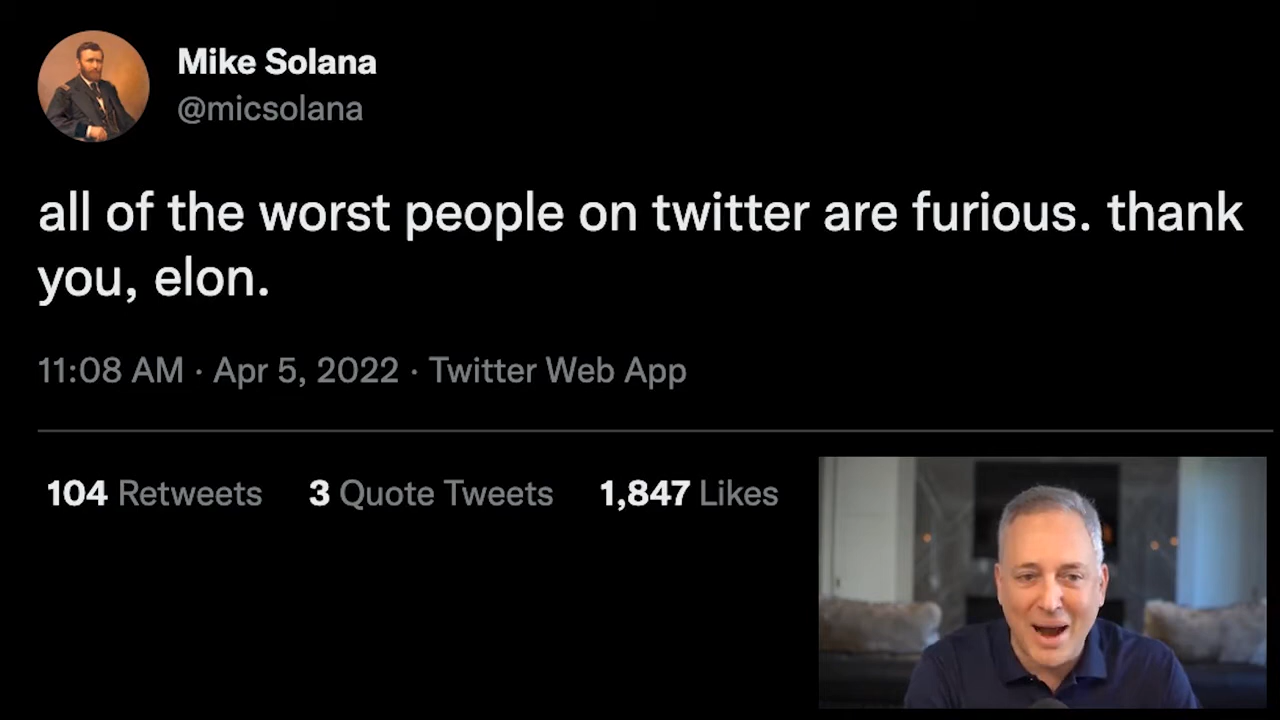 Mike Solana
@micsolana
all of the worst people on twitter are furious. thank
you, elon.
11:08 AM · Apr 5, 2022 · Twitter Web App
104 Retweets 3 Quote Tweets 1,847 Likes